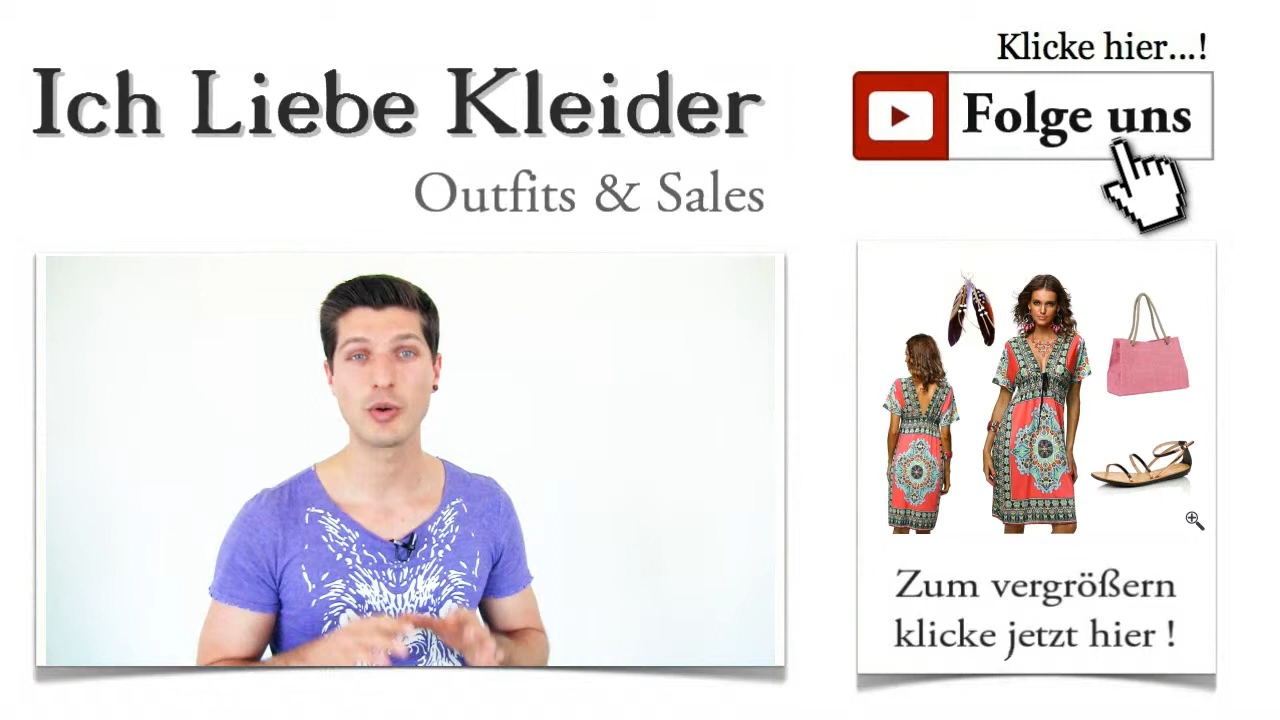 Ich Liebe Kleider
Outfits & Sales
Klicke hier...!
Folge uns
Zum vergrößern
klicke jetzt hier !